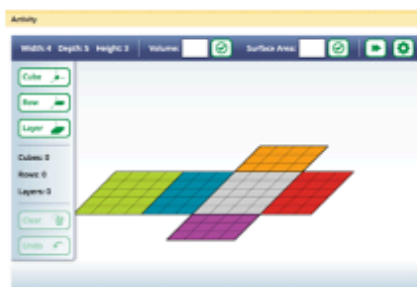 Activity
Width: 4 Depth: 5 Height: 3 Volume: Surface Area:
Cube
Row
Layer
Cubes: 0
Rows: 0
Layers: 0
Clear
Undo